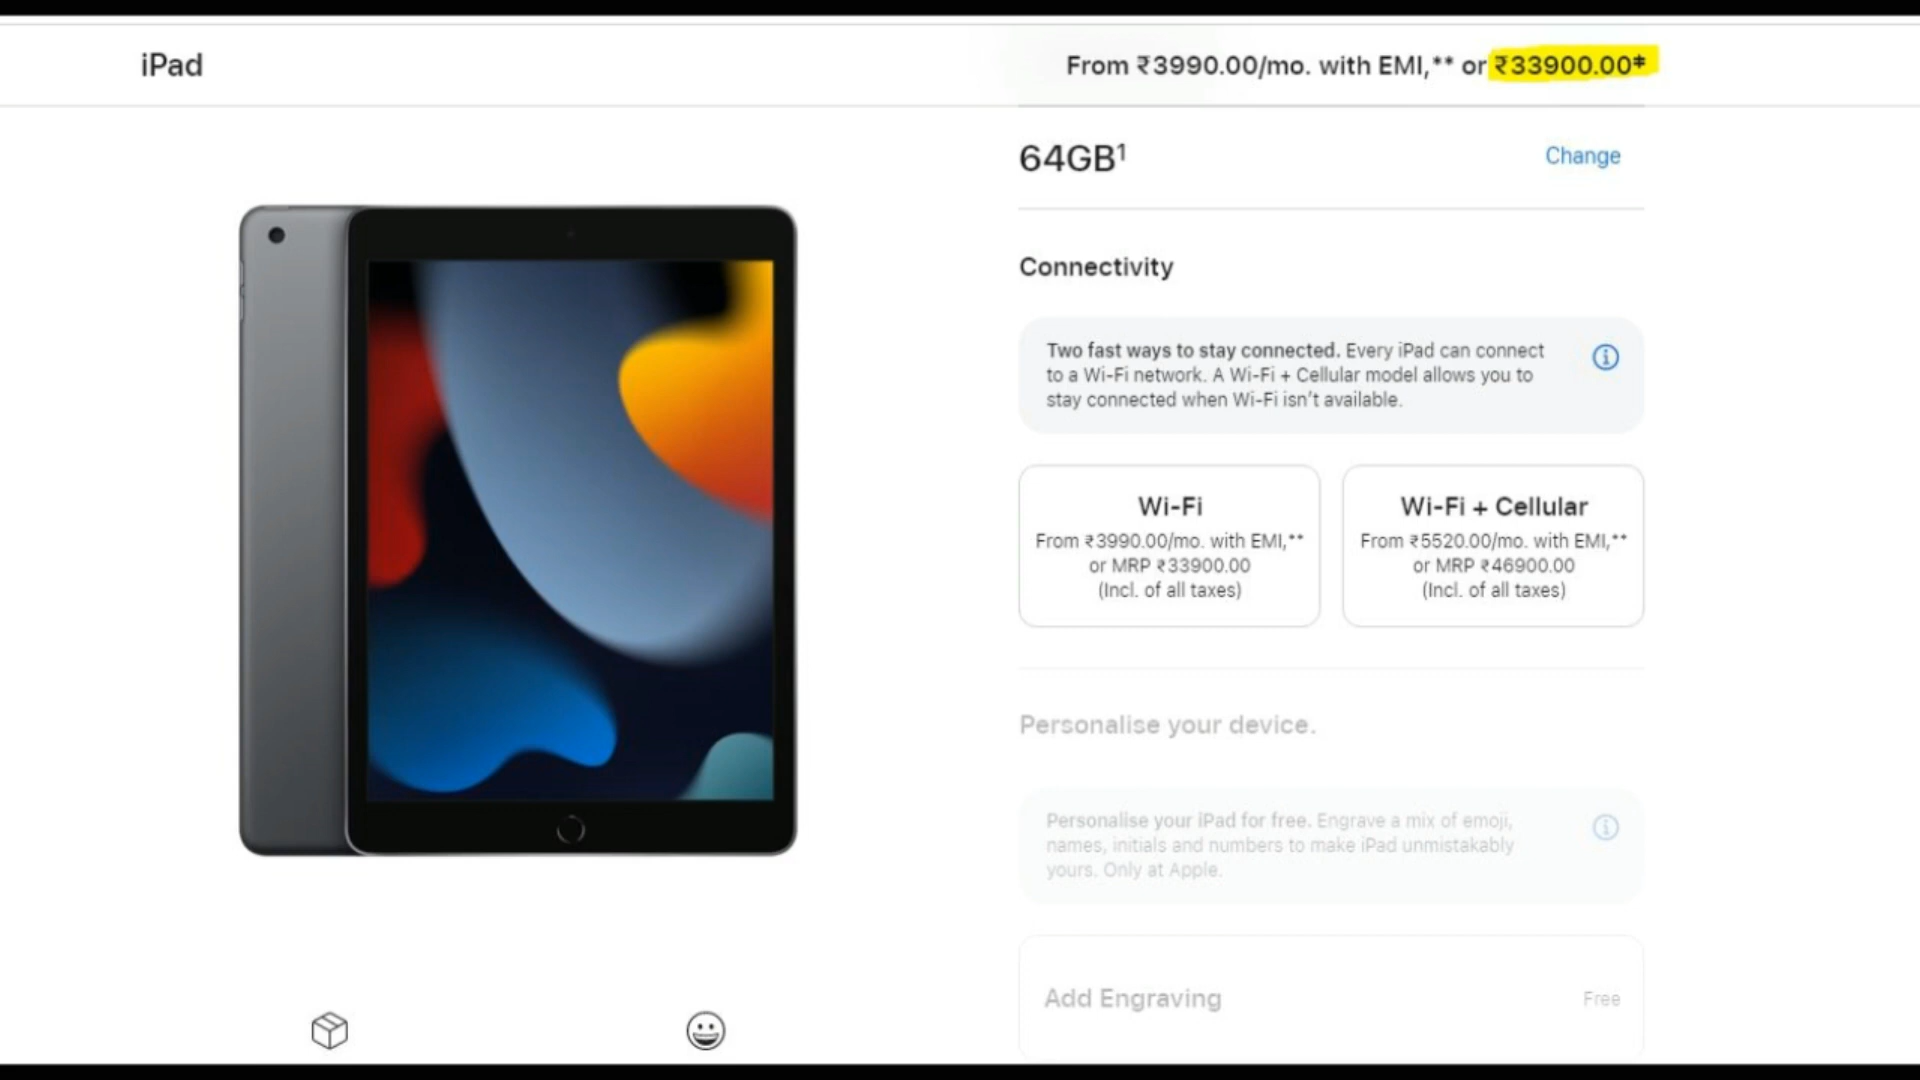 iPad
From ₹3990.00/mo. with EMI,** or ₹33900.00‡
64GB¹
Change
Connectivity
Two fast ways to stay connected. Every iPad can connect
to a Wi-Fi network. A Wi-Fi + Cellular model allows you to
stay connected when Wi-Fi isn't available.
Wi-Fi
From ₹3990.00/mo. with EMI,**
or MRP ₹33900.00
(Incl. of all taxes)
Wi-Fi + Cellular
From ₹5520.00/mo. with EMI,**
or MRP ₹46900.00
(Incl. of all taxes)
Personalise your device.
Personalise your iPad for free. Engrave a mix of emoji,
names, initials and numbers to make iPad unmistakably
yours. Only at Apple.
Add Engraving
Free